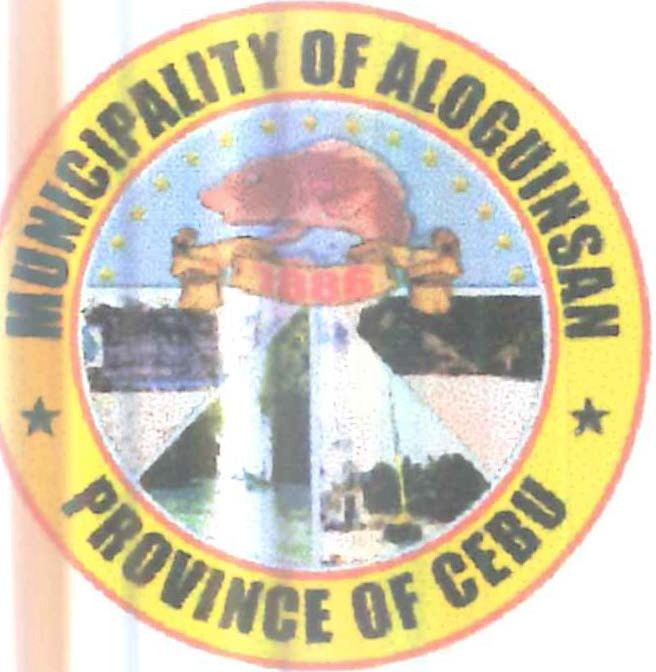 MUNICIPALITY OF ALOGUINSAN
1886
PROVINCE OF CEBU